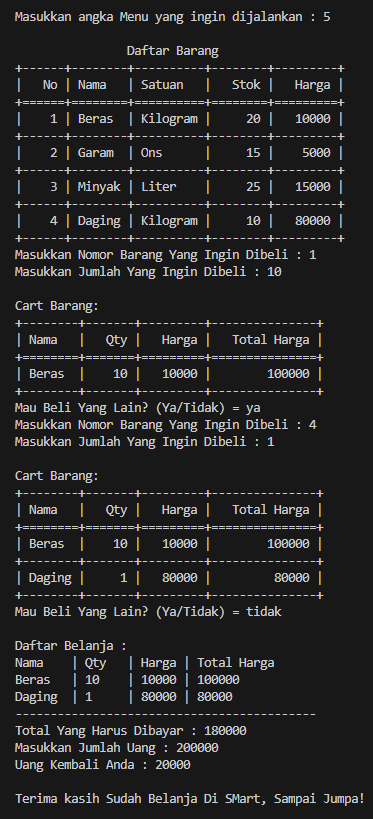 Masukkan angka Menu yang ingin dijalankan : 5
Daftar Barang
+------+--------+----------+--------+---------+
|   No | Nama   | Satuan   |   Stok |   Harga |
+======+========+==========+========+=========+
|    1 | Beras  | Kilogram |     20 |   10000 |
+------+--------+----------+--------+---------+
|    2 | Garam  | Ons      |     15 |    5000 |
+------+--------+----------+--------+---------+
|    3 | Minyak | Liter    |     25 |   15000 |
+------+--------+----------+--------+---------+
|    4 | Daging | Kilogram |     10 |   80000 |
+------+--------+----------+--------+---------+
Masukkan Nomor Barang Yang Ingin Dibeli : 1
Masukkan Jumlah Yang Ingin Dibeli : 10
Cart Barang:
+--------+-------+---------+---------------+
| Nama   |   Qty |   Harga |   Total Harga |
+========+=======+=========+===============+
| Beras  |    10 |   10000 |        100000 |
+--------+-------+---------+---------------+
Mau Beli Yang Lain? (Ya/Tidak) = ya
Masukkan Nomor Barang Yang Ingin Dibeli : 4
Masukkan Jumlah Yang Ingin Dibeli : 1
Cart Barang:
+--------+-------+---------+---------------+
| Nama   |   Qty |   Harga |   Total Harga |
+========+=======+=========+===============+
| Beras  |    10 |   10000 |        100000 |
+--------+-------+---------+---------------+
| Daging |     1 |   80000 |         80000 |
+--------+-------+---------+---------------+
Mau Beli Yang Lain? (Ya/Tidak) = tidak
Daftar Belanja :
Nama    | Qty   | Harga | Total Harga
Beras   | 10    | 10000 | 100000
Daging  | 1     | 80000 | 80000
-------------------------------------------
Total Yang Harus Dibayar : 180000
Masukkan Jumlah Uang : 200000
Uang Kembali Anda : 20000
Terima kasih Sudah Belanja Di SMart, Sampai Jumpa!